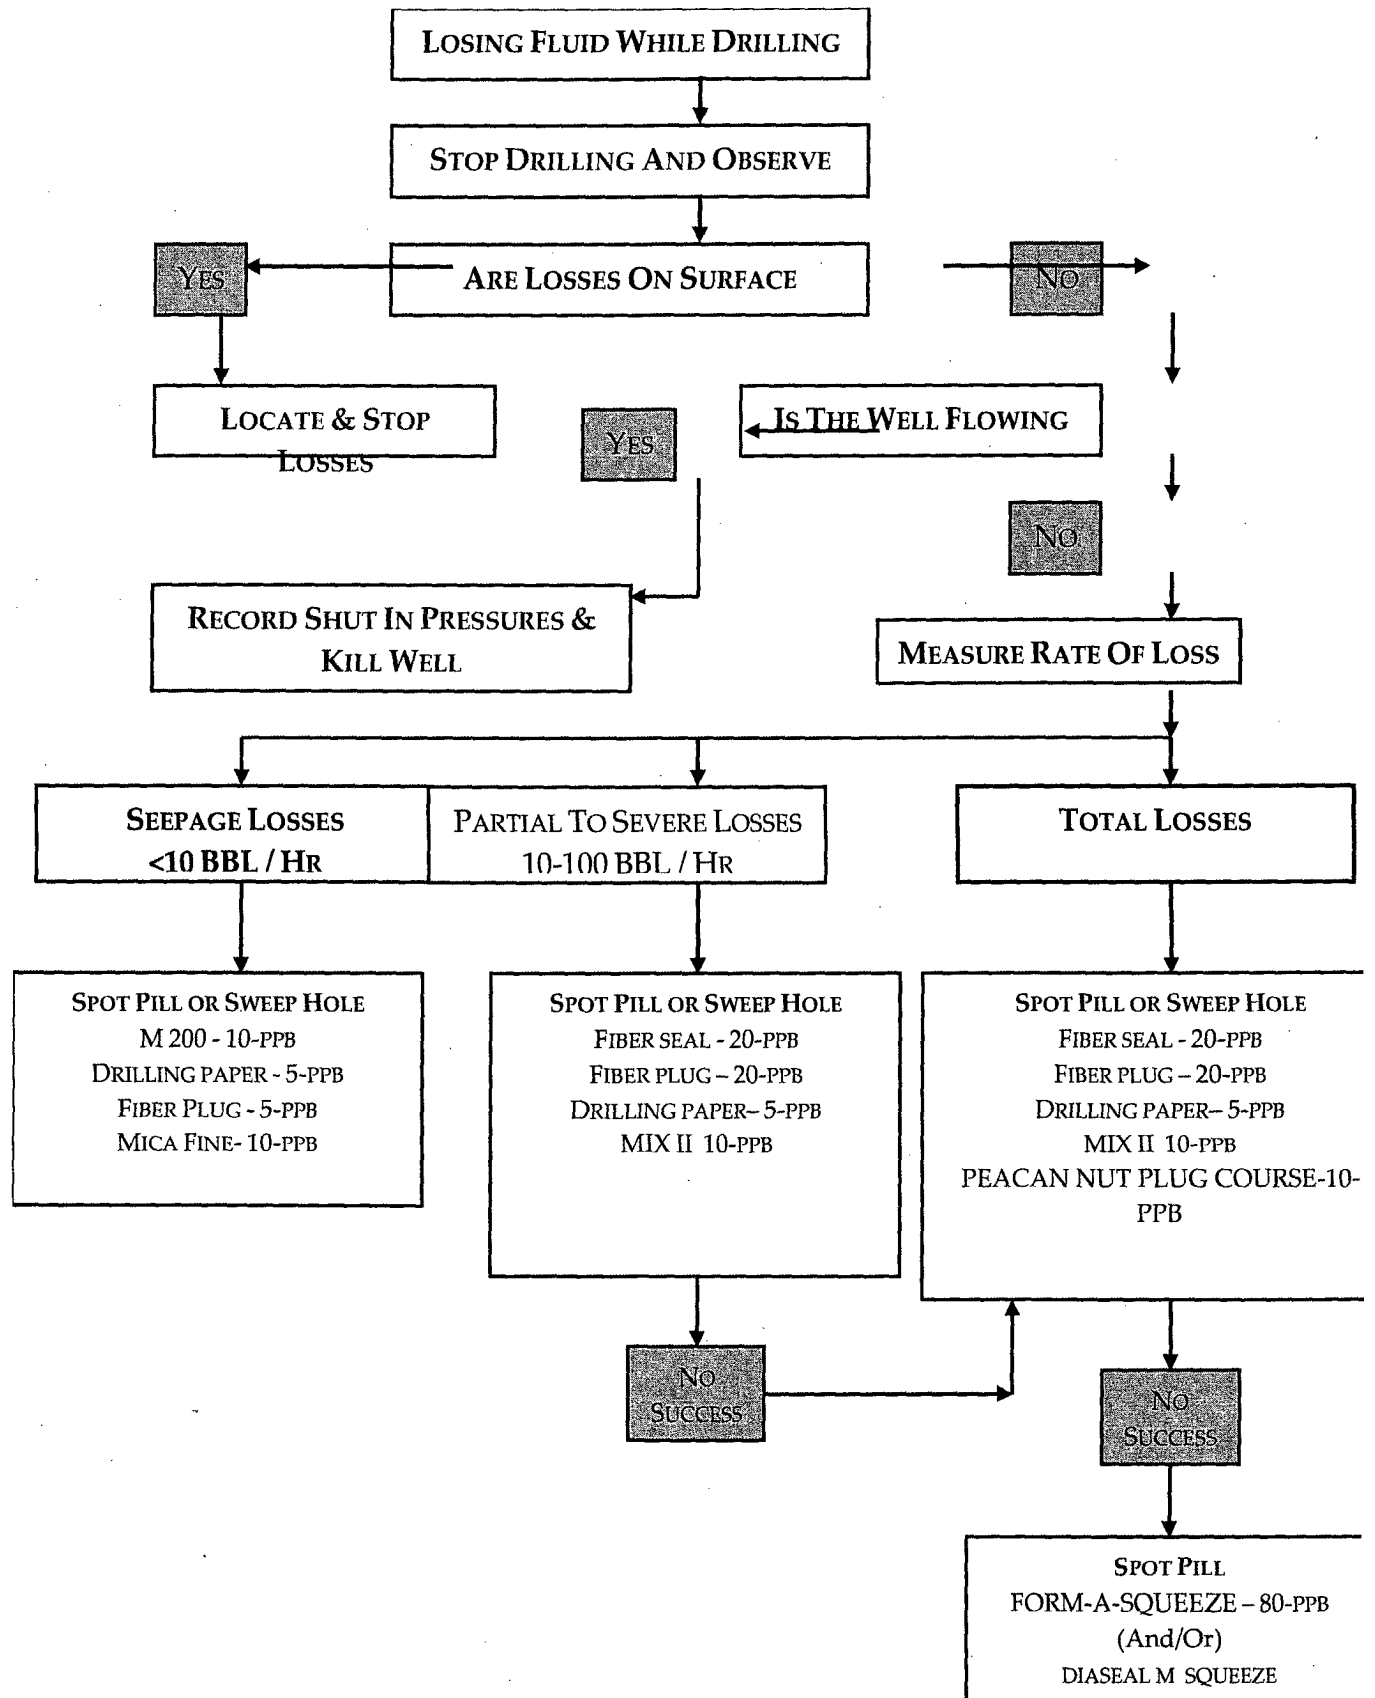 LOSING FLUID WHILE DRILLING
STOP DRILLING AND OBSERVE
YES
ARE LOSSES ON SURFACE
NO
LOCATE & STOP
LOSSES
YES
IS THE WELL FLOWING
NO
RECORD SHUT IN PRESSURES &
KILL WELL
MEASURE RATE OF LOSS
SEEPAGE LOSSES
<10 BBL / HR
PARTIAL TO SEVERE LOSSES
10-100 BBL / HR
TOTAL LOSSES
SPOT PILL OR SWEEP HOLE
M 200 - 10-PPB
DRILLING PAPER - 5-PPB
FIBER PLUG - 5-PPB
MICA FINE- 10-PPB
SPOT PILL OR SWEEP HOLE
FIBER SEAL - 20-PPB
FIBER PLUG – 20-PPB
DRILLING PAPER– 5-PPB
MIX II 10-PPB
SPOT PILL OR SWEEP HOLE
FIBER SEAL - 20-PPB
FIBER PLUG – 20-PPB
DRILLING PAPER– 5-PPB
MIX II 10-PPB
PEACAN NUT PLUG COURSE-10-
PPB
NO
SUCCESS
NO
SUCCESS
SPOT PILL
FORM-A-SQUEEZE – 80-PPB
(And/Or)
DIASEAL M SQUEEZE